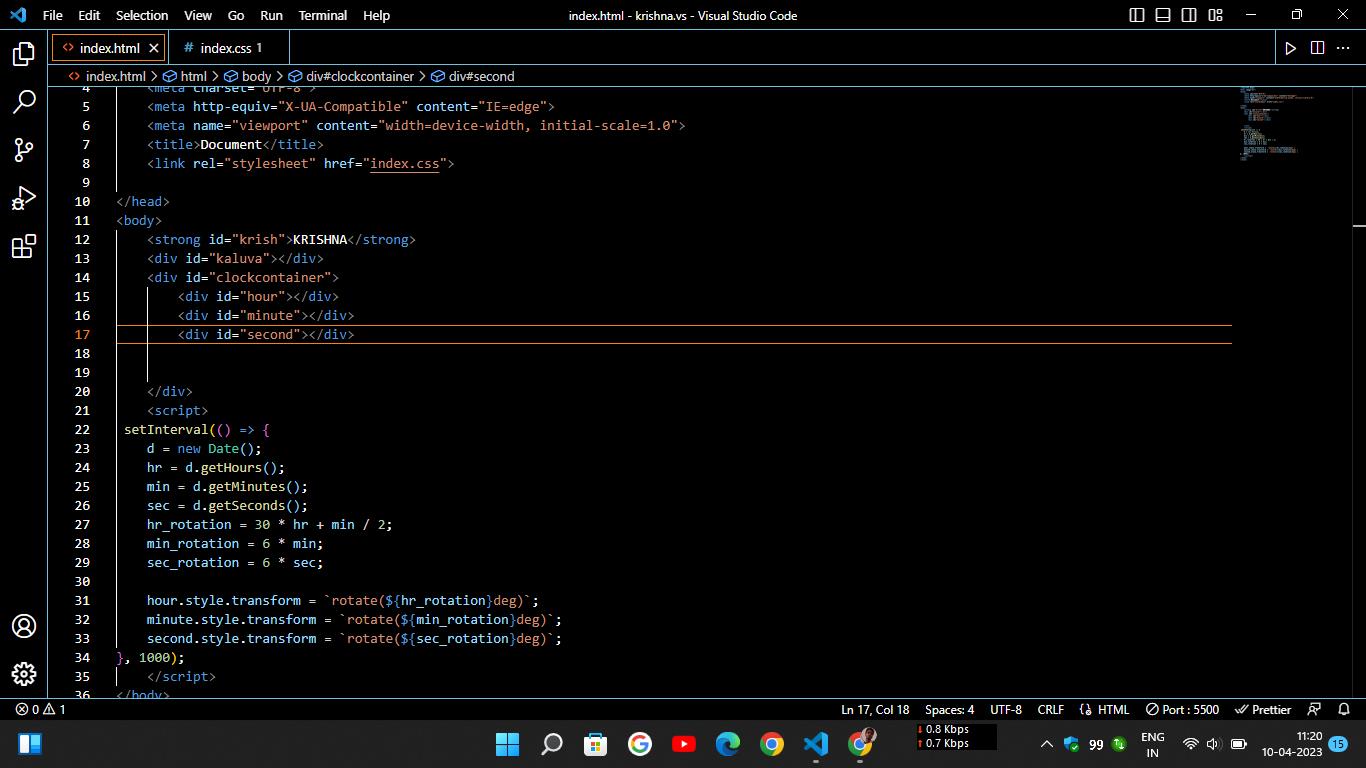 File Edit Selection View Go Run Terminal Help index.html - krishna.vs - Visual Studio Code
index.html index.css 1
index.html > html > body > div#clockcontainer > div#second
4 <meta charset="UTF-8">
5 <meta http-equiv="X-UA-Compatible" content="IE=edge">
6 <meta name="viewport" content="width=device-width, initial-scale=1.0">
7 <title>Document</title>
8 <link rel="stylesheet" href="index.css">
9
10 </head>
11 <body>
12 <strong id="krish">KRISHNA</strong>
13 <div id="kaluva"></div>
14 <div id="clockcontainer">
15 <div id="hour"></div>
16 <div id="minute"></div>
17 <div id="second"></div>
18
19
20 </div>
21 <script>
22 setInterval(() => {
23 d = new Date();
24 hr = d.getHours();
25 min = d.getMinutes();
26 sec = d.getSeconds();
27 hr_rotation = 30 * hr + min / 2;
28 min_rotation = 6 * min;
29 sec_rotation = 6 * sec;
30
31 hour.style.transform = `rotate(${hr_rotation}deg)`;
32 minute.style.transform = `rotate(${min_rotation}deg)`;
33 second.style.transform = `rotate(${sec_rotation}deg)`;
34 }, 1000);
35 </script>
36 </body>
0 1 Ln 17, Col 18 Spaces: 4 UTF-8 CRLF HTML Port : 5500 Prettier
0.8 Kbps
0.7 Kbps
99 ENG
IN
11:20
10-04-2023 15